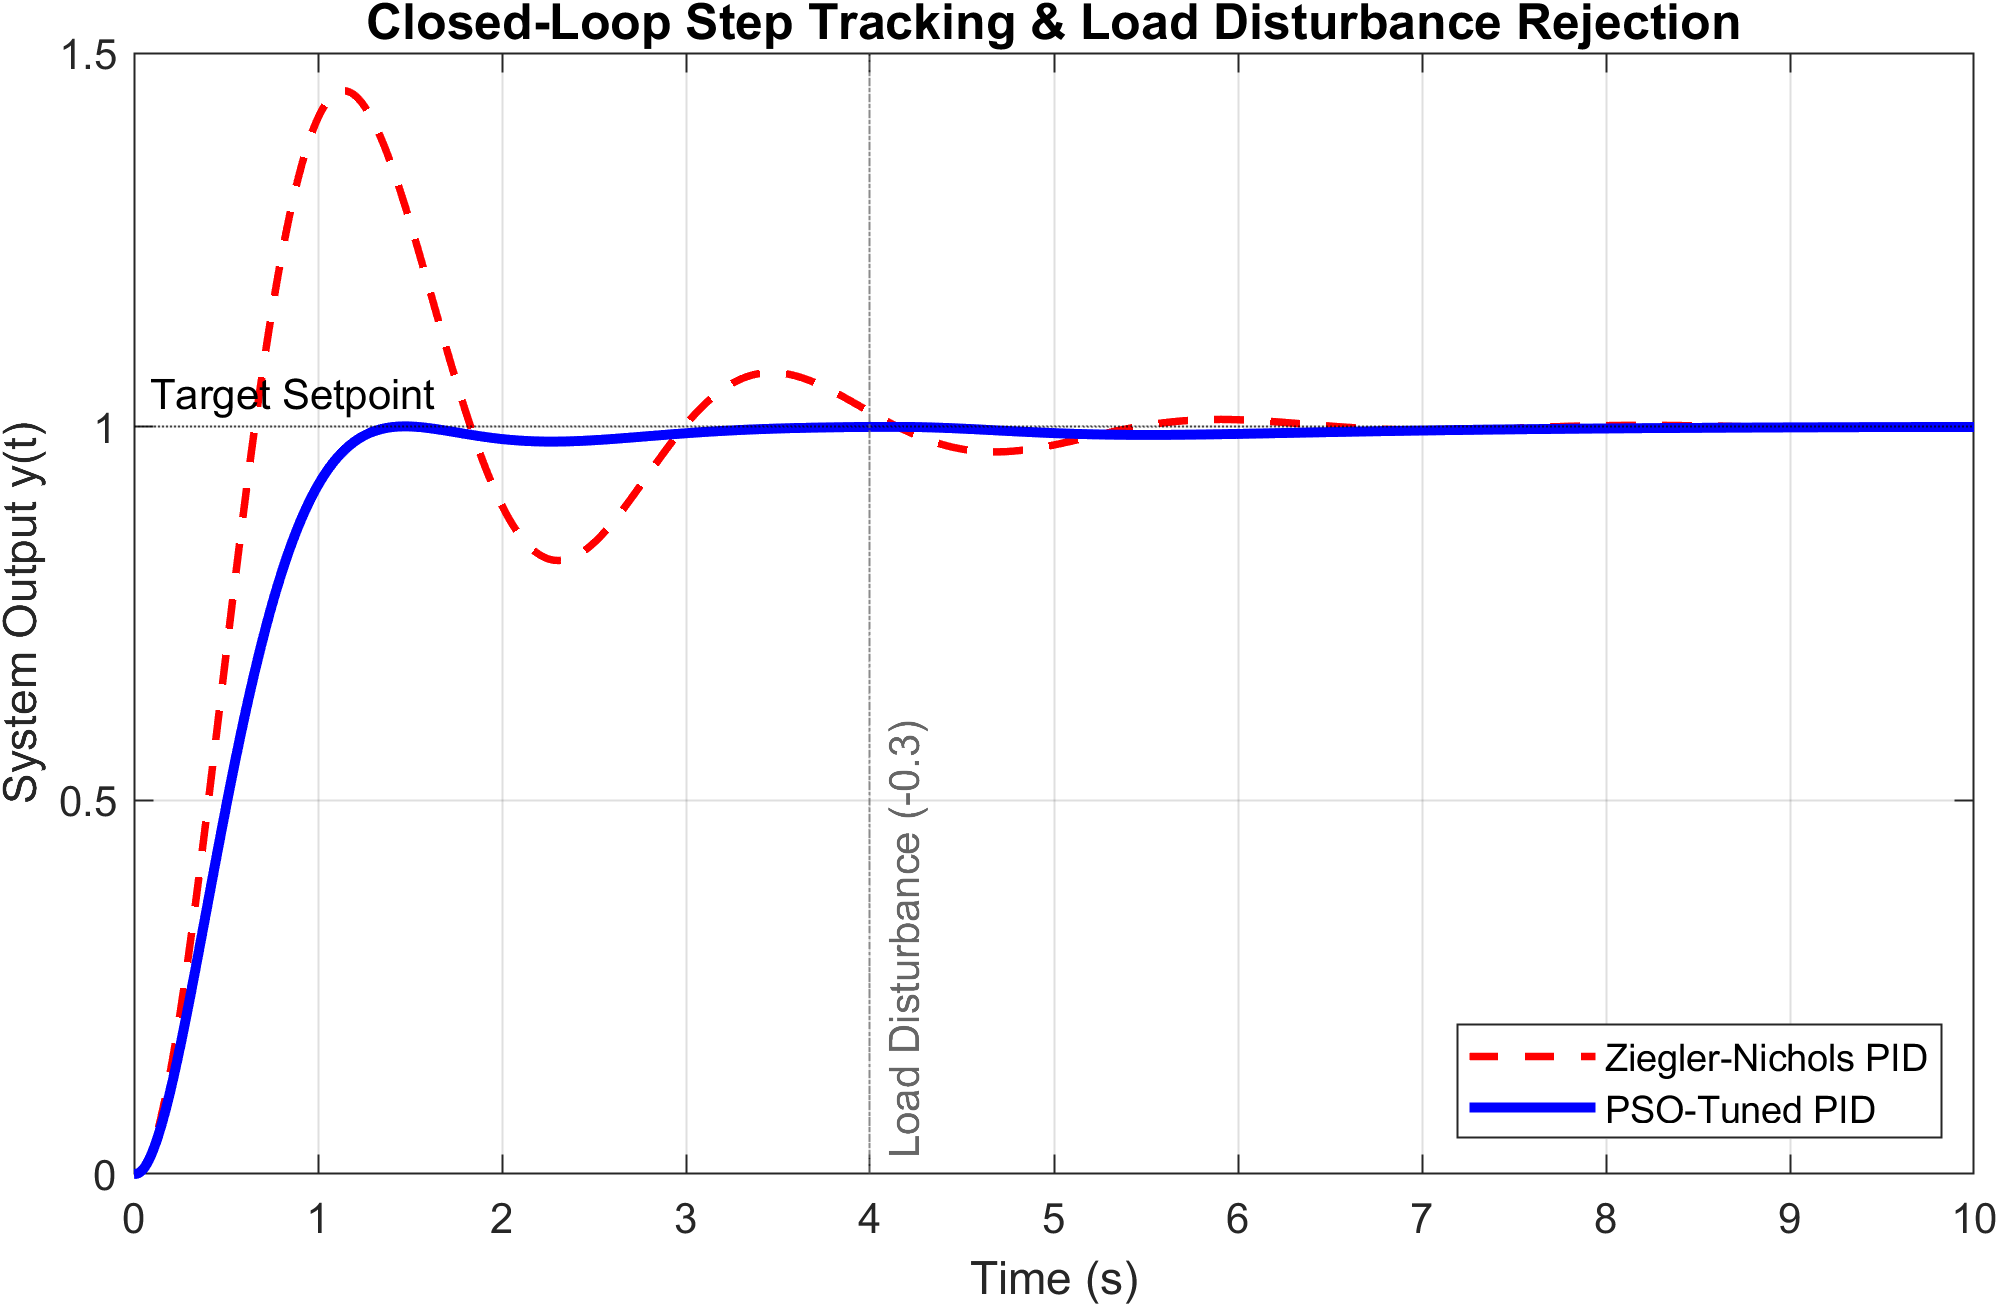 Closed-Loop Step Tracking & Load Disturbance Rejection
1.5
1
0.5
0
System Output y(t)
Target Setpoint
Load Disturbance (-0.3)
Ziegler-Nichols PID
PSO-Tuned PID
0 1 2 3 4 5 6 7 8 9 10
Time (s)